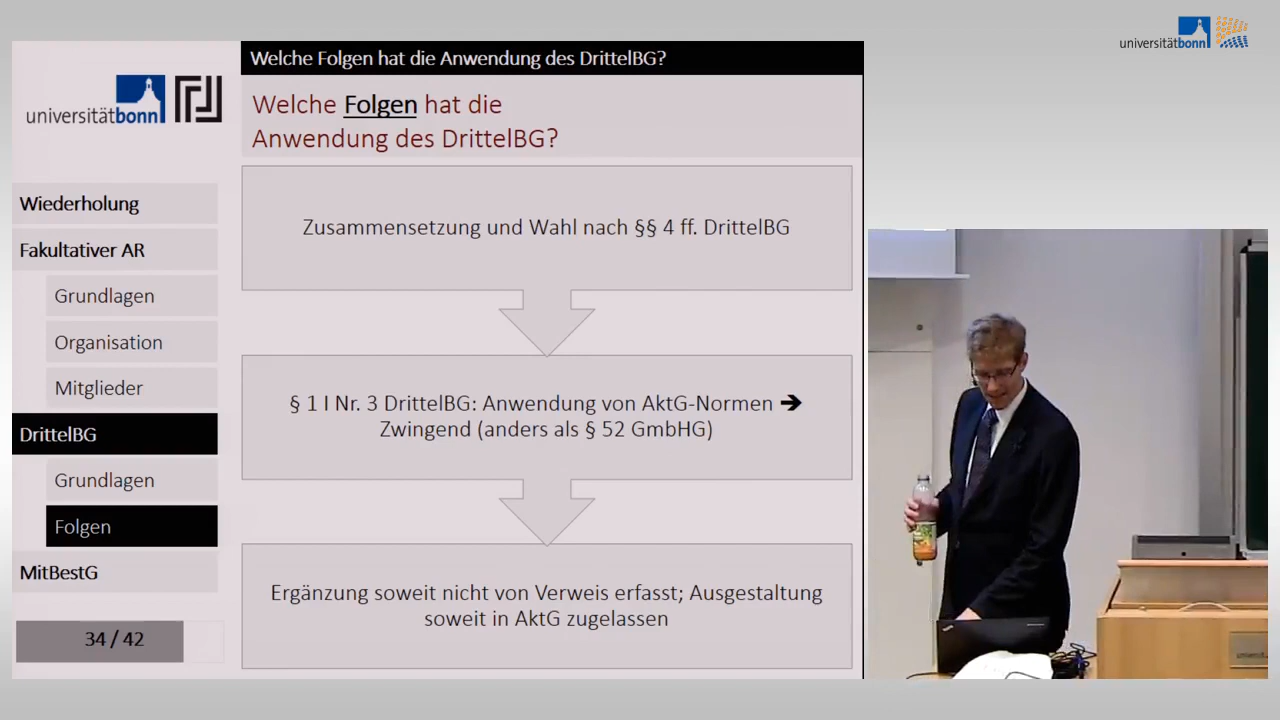 universitätbonn
Welche Folgen hat die Anwendung des DrittelBG?
universitätbonn
Welche Folgen hat die
Anwendung des DrittelBG?
Wiederholung
Fakultativer AR
Grundlagen
Organisation
Mitglieder
DrittelBG
Grundlagen
Folgen
MitBestG
34 / 42
Zusammensetzung und Wahl nach §§ 4 ff. DrittelBG
§ 1 I Nr. 3 DrittelBG: Anwendung von AktG-Normen ➔
Zwingend (anders als § 52 GmbHG)
Ergänzung soweit nicht von Verweis erfasst; Ausgestaltung
soweit in AktG zugelassen